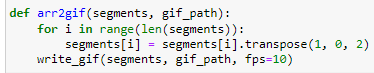 def arr2gif(segments, gif_path):
    for i in range(len(segments)):
        segments[i] = segments[i].transpose(1, 0, 2)
    write_gif(segments, gif_path, fps=10)